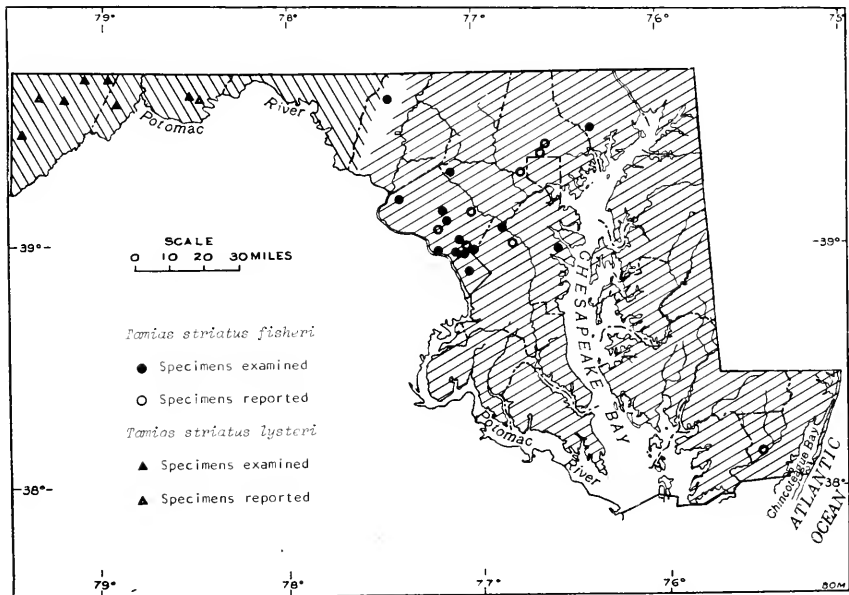 79° 78° 77° 76° 75°
Potomac
River
39° 39°
SCALE
0 10 20 30 MILES
CHESAPEAKE BAY
Tamias striatus fisheri
Specimens examined
Specimens reported
Tamias striatus lysteri
Specimens examined
Specimens reported
Potomac
River
Chincoteague Bay
ATLANTIC
OCEAN
38° 38°
79° 78° 77° 76° 80M